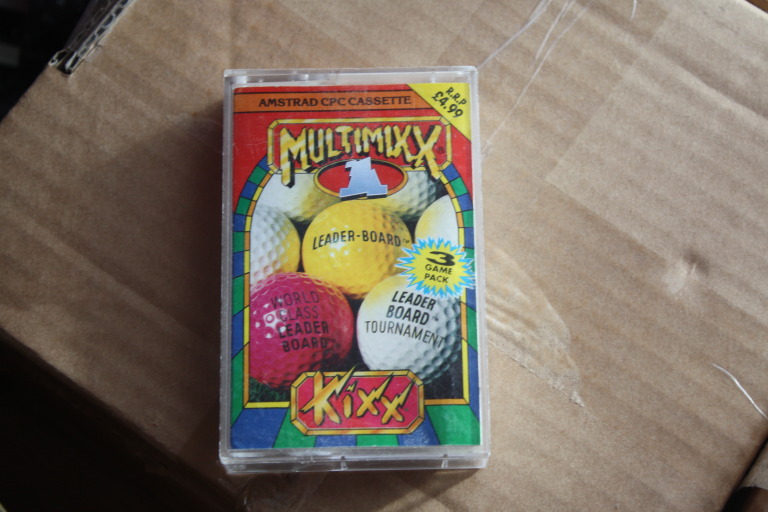 AMSTRAD CPC CASSETTE
R.R.P
£4.99
MULTIMIXX
1
LEADER-BOARD™
3
GAME
PACK
WORLD
CLASS
LEADER
BOARD
LEADER
BOARD
TOURNAMENT
Kixx